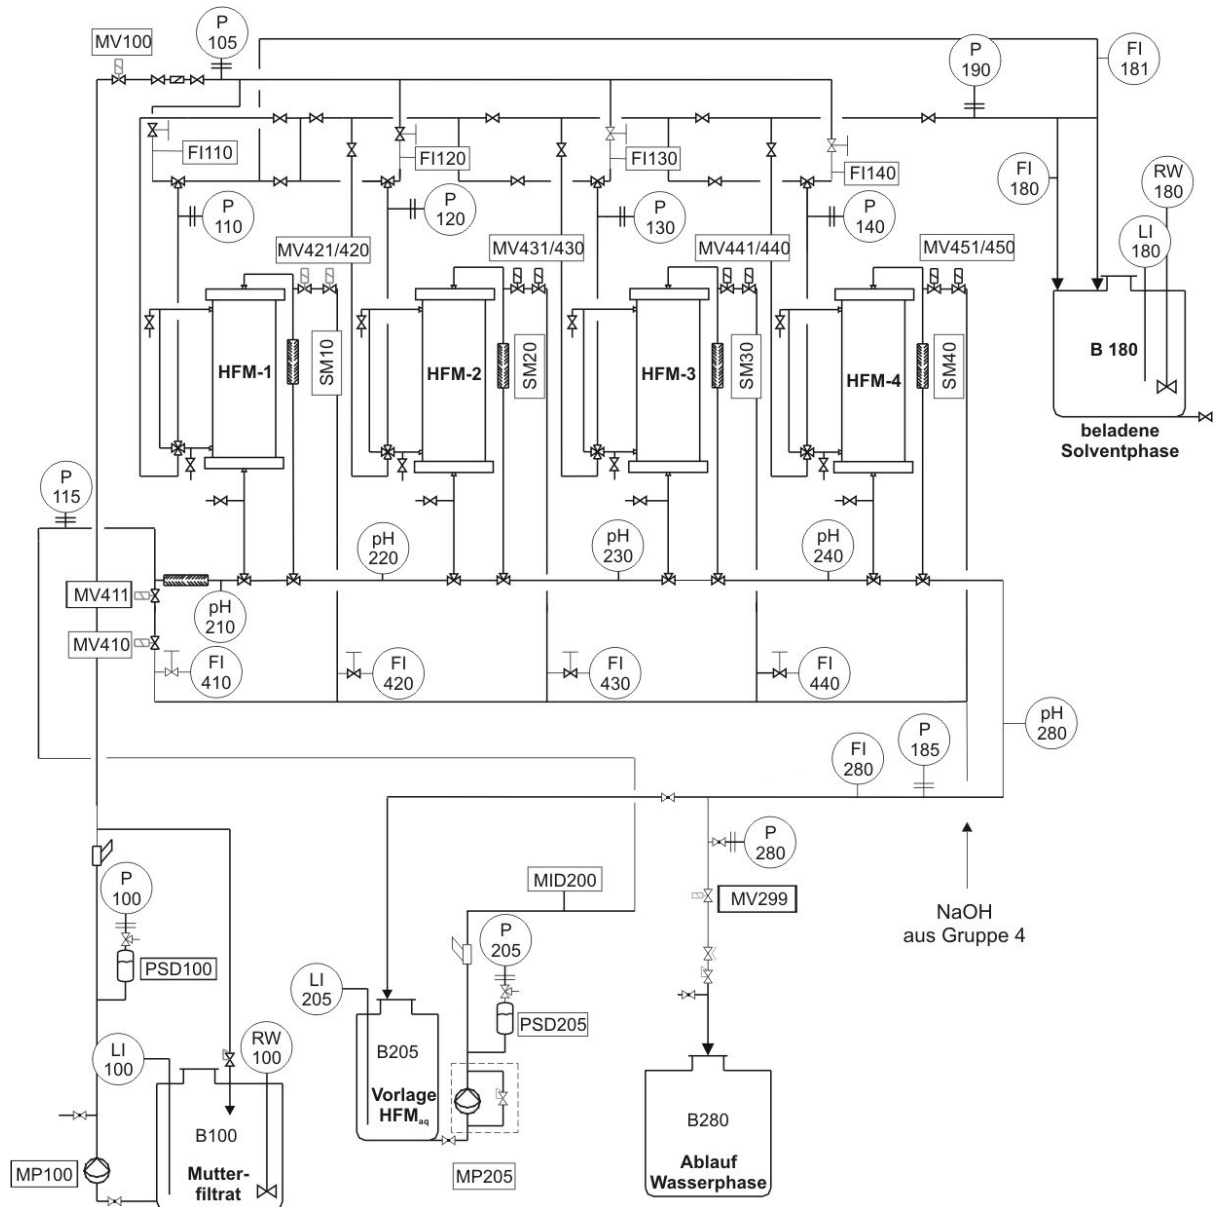 MV100
P
105
P
190
FI
181
FI110
FI120
FI130
FI140
FI
180
RW
180
LI
180
P
110
P
120
P
130
P
140
MV421/420
MV431/430
MV441/440
MV451/450
HFM-1
SM10
HFM-2
SM20
HFM-3
SM30
HFM-4
SM40
B 180
beladene
Solventphase
P
115
pH
220
pH
230
pH
240
MV411
pH
210
MV410
FI
410
FI
420
FI
430
FI
440
pH
280
FI
280
P
185
P
280
P
100
MID200
MV299
NaOH
aus Gruppe 4
P
205
PSD100
LI
205
PSD205
LI
100
RW
100
B205
Vorlage
HFMaq
B100
Mutter-
filtrat
MP100
MP205
B280
Ablauf
Wasserphase